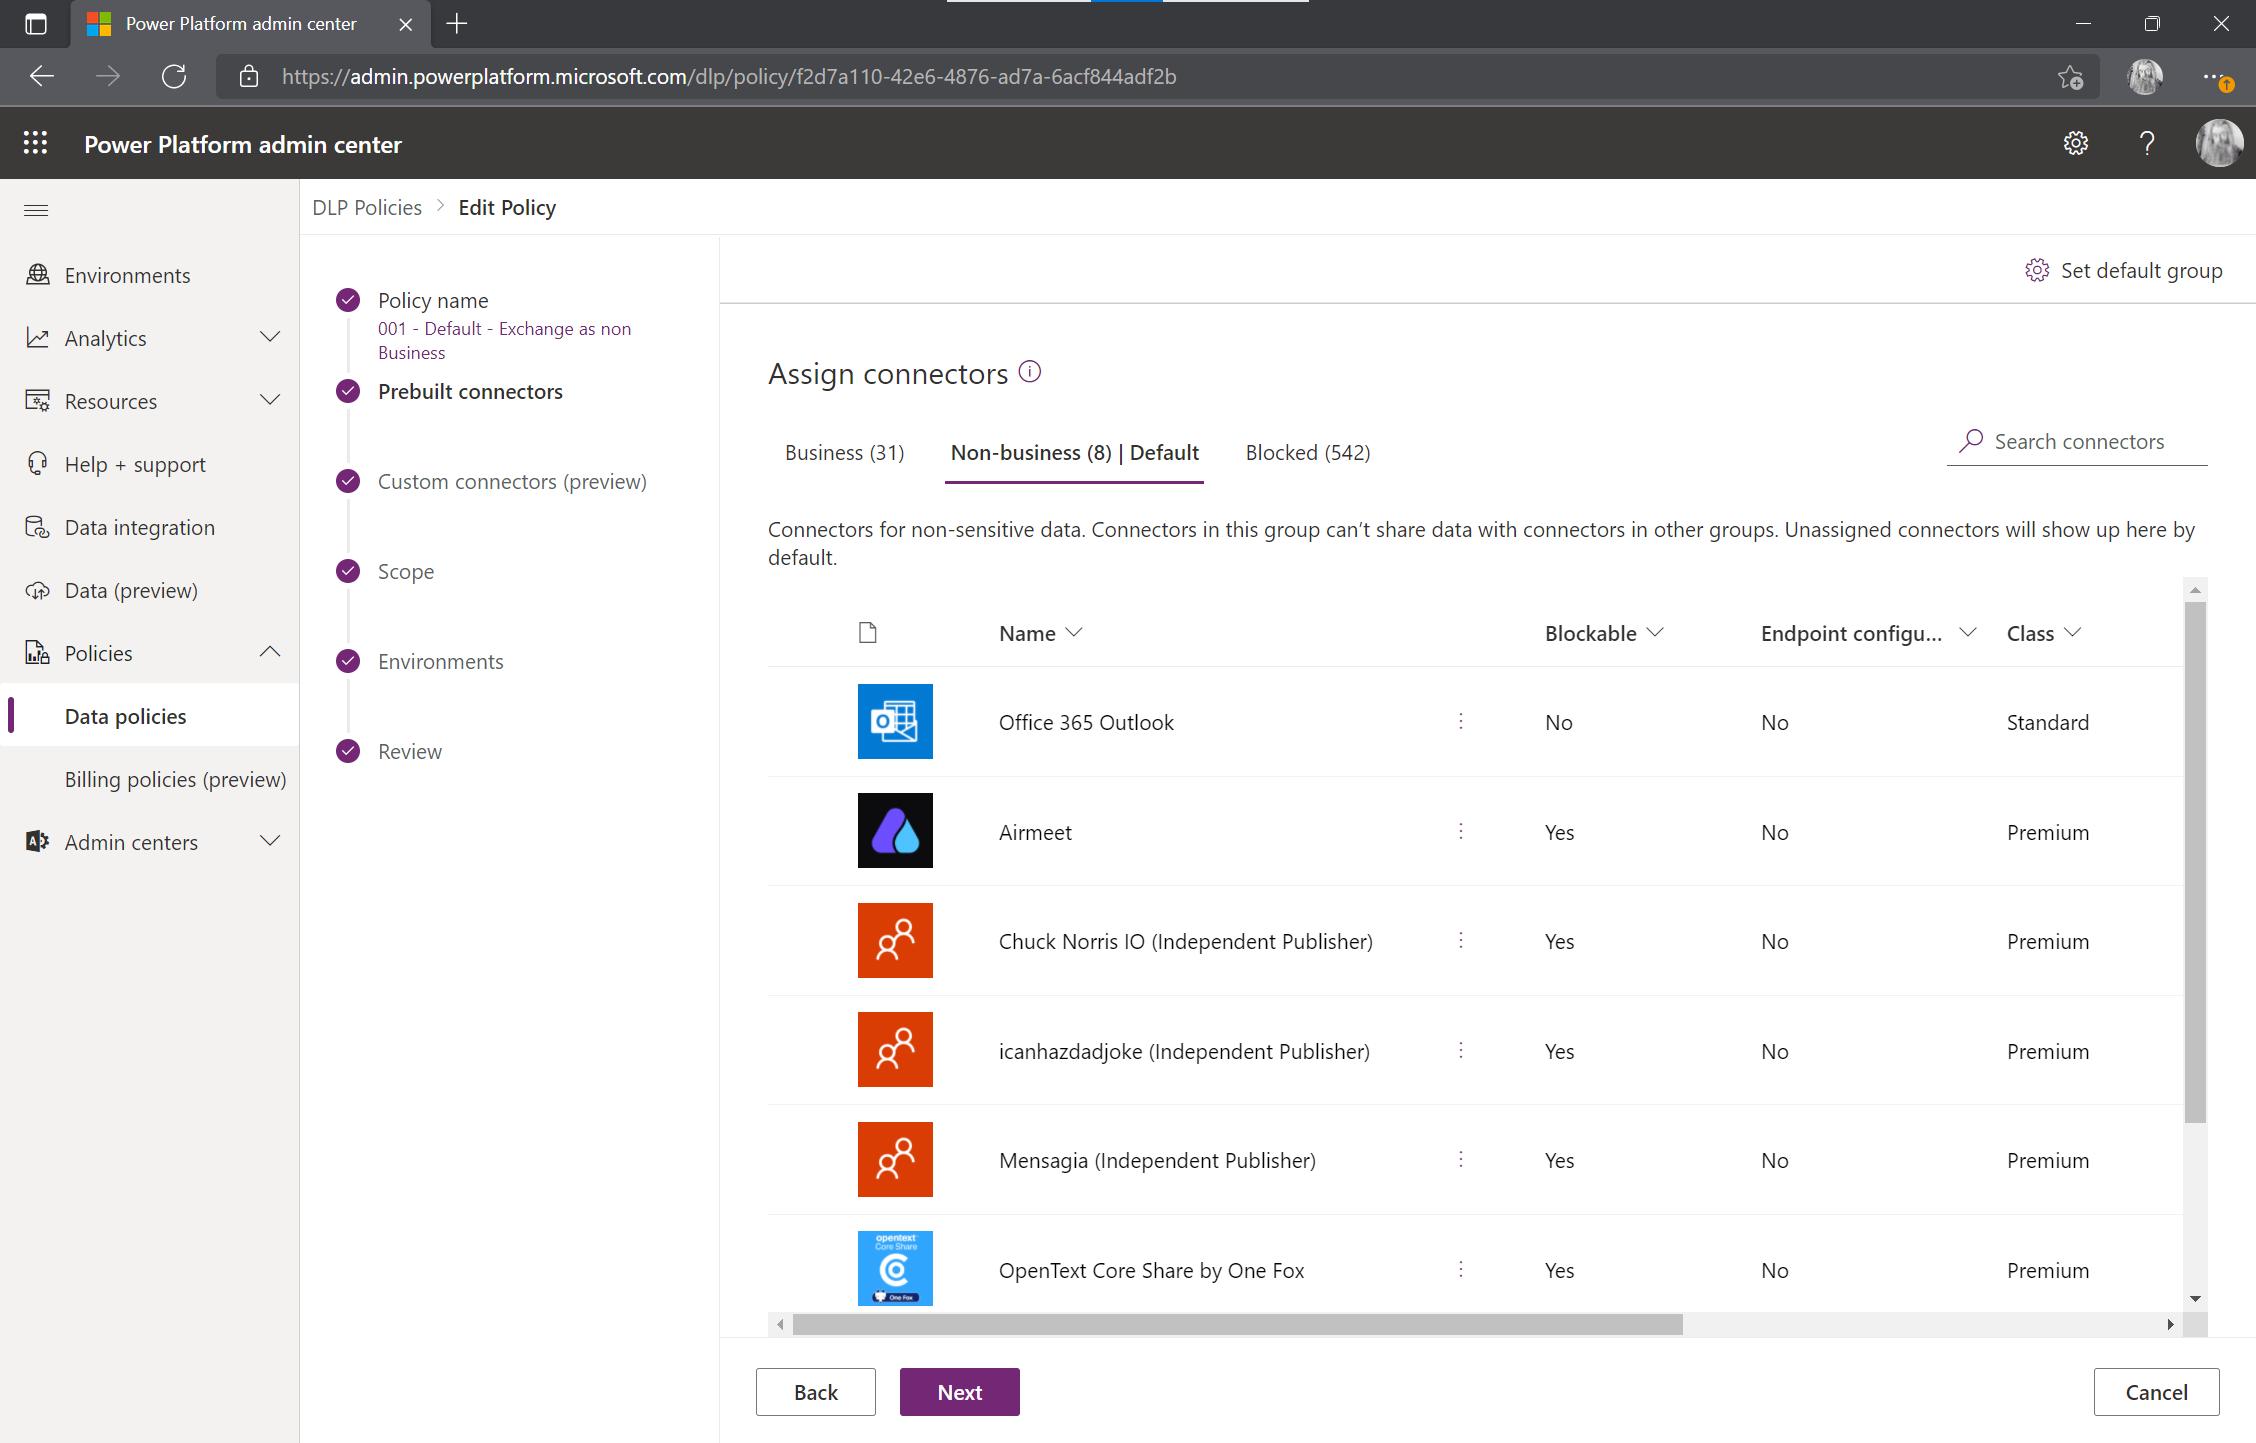 Power Platform admin center
https://admin.powerplatform.microsoft.com/dlp/policy/f2d7a110-42e6-4876-ad7a-6acf844adf2b
Power Platform admin center
?
DLP Policies > Edit Policy
Environments
Analytics
Resources
Help + support
Data integration
Data (preview)
Policies
Data policies
Billing policies (preview)
Admin centers
Policy name
001 - Default - Exchange as non
Business
Prebuilt connectors
Custom connectors (preview)
Scope
Environments
Review
Set default group
Assign connectors
Business (31)
Non-business (8) | Default
Blocked (542)
Search connectors
Connectors for non-sensitive data. Connectors in this group can’t share data with connectors in other groups. Unassigned connectors will show up here by
default.
Name Blockable Endpoint configu... Class
Office 365 Outlook No No Standard
Airmeet Yes No Premium
Chuck Norris IO (Independent Publisher) Yes No Premium
icanhazdadjoke (Independent Publisher) Yes No Premium
Mensagia (Independent Publisher) Yes No Premium
opentext
Core Share
One Fox
OpenText Core Share by One Fox Yes No Premium
Back
Next
Cancel